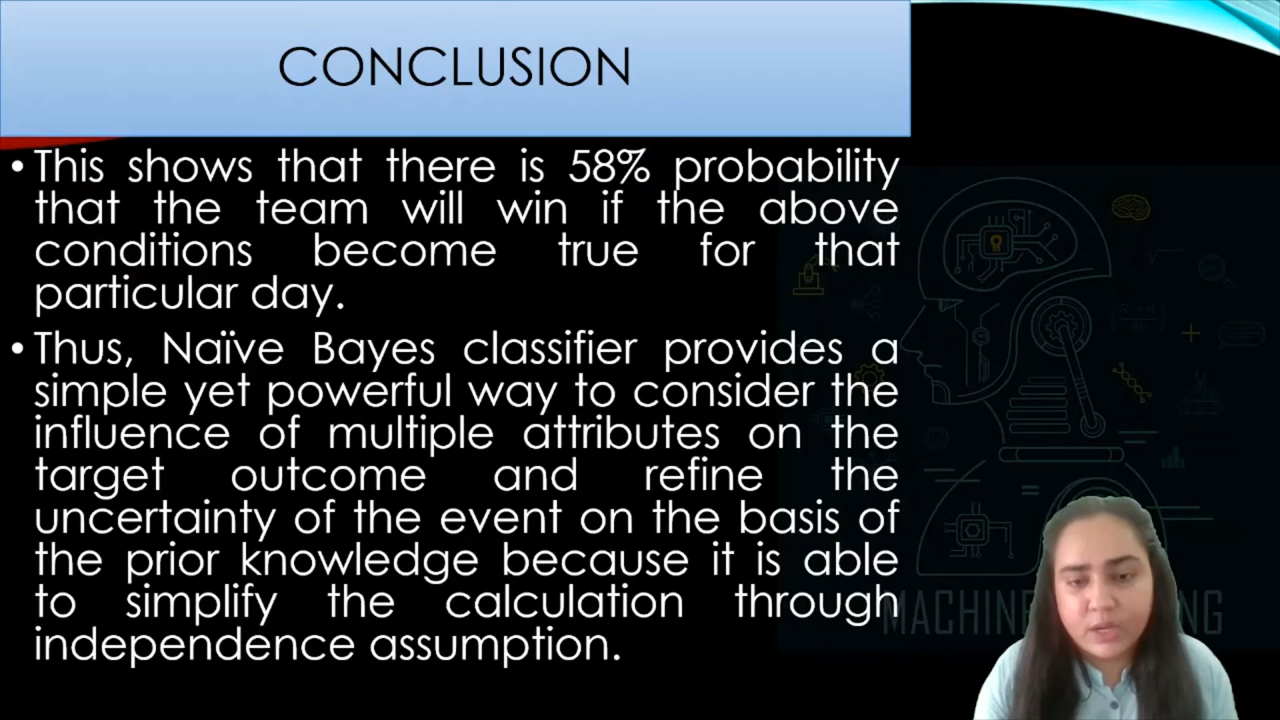 CONCLUSION
• This shows that there is 58% probability
that the team will win if the above
conditions become true for that
particular day.
• Thus, Naïve Bayes classifier provides a
simple yet powerful way to consider the
influence of multiple attributes on the
target outcome and refine the
uncertainty of the event on the basis of
the prior knowledge because it is able
to simplify the calculation through
independence assumption.